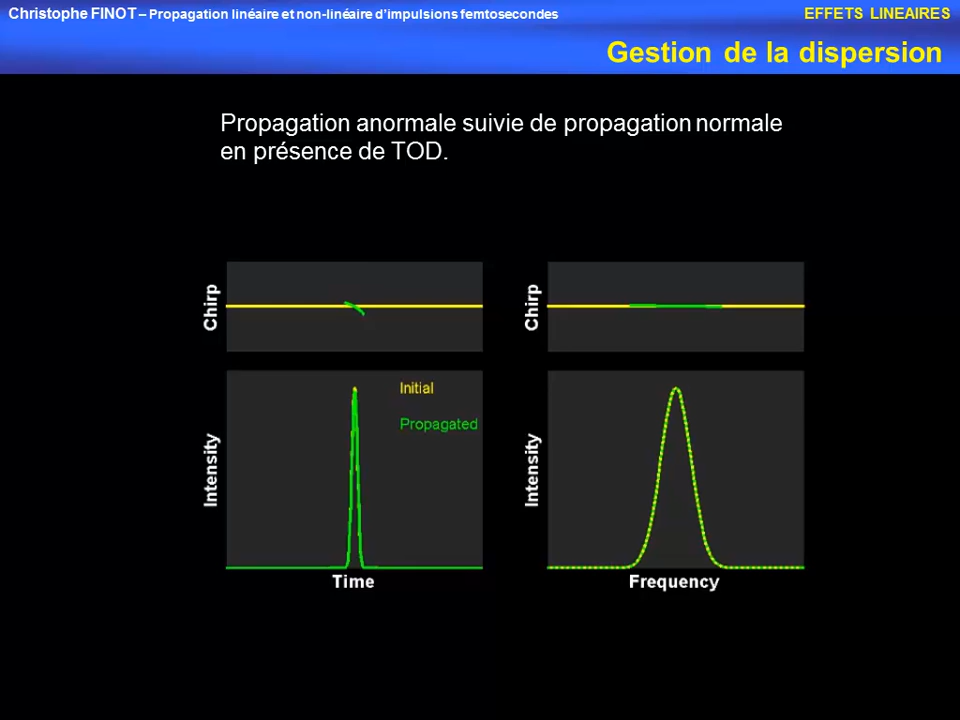 Christophe FINOT – Propagation linéaire et non-linéaire d'impulsions femtosecondes
EFFETS LINEAIRES
Gestion de la dispersion
Propagation anormale suivie de propagation normale
en présence de TOD.
Chirp
Chirp
Intensity
Initial
Propagated
Time
Intensity
Frequency